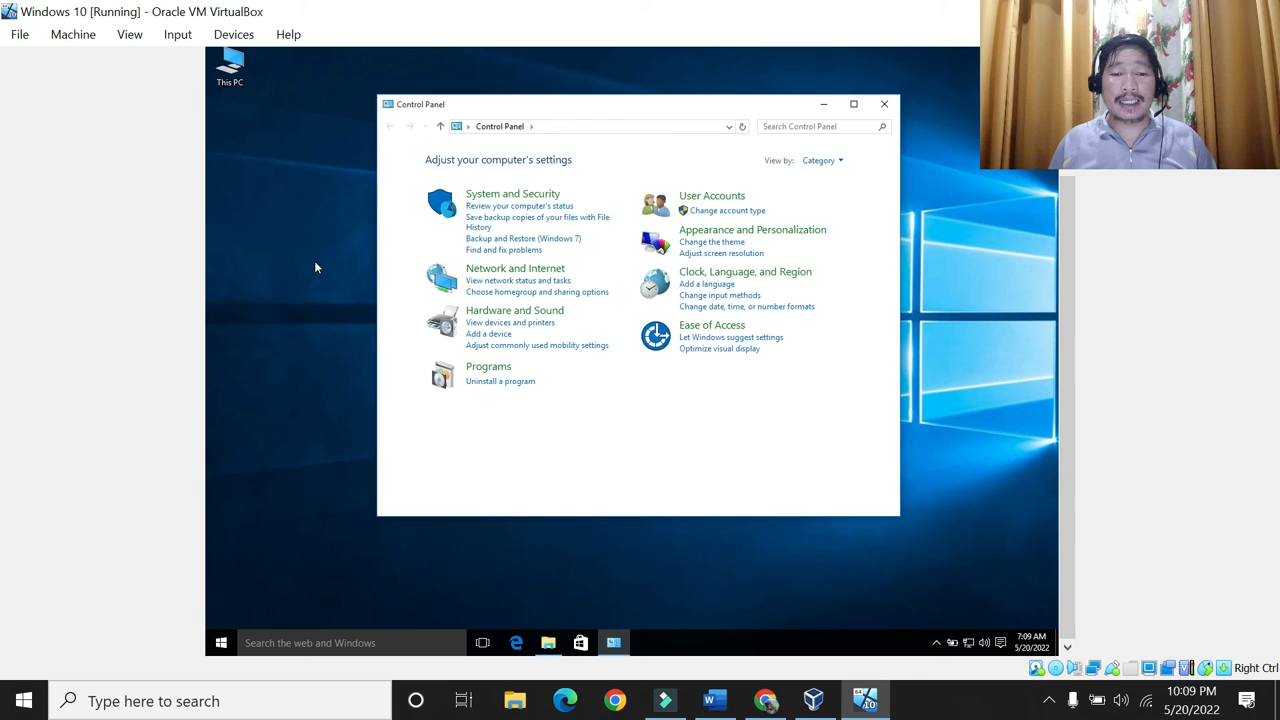 Windows 10 [Running] - Oracle VM VirtualBox
File Machine View Input Devices Help
This PC
Control Panel
Control Panel
Search Control Panel
Adjust your computer's settings
View by: Category
System and Security
Review your computer's status
Save backup copies of your files with File
History
Backup and Restore (Windows 7)
Find and fix problems
Network and Internet
View network status and tasks
Choose homegroup and sharing options
Hardware and Sound
View devices and printers
Add a device
Adjust commonly used mobility settings
Programs
Uninstall a program
User Accounts
Change account type
Appearance and Personalization
Change the theme
Adjust screen resolution
Clock, Language, and Region
Add a language
Change input methods
Change date, time, or number formats
Ease of Access
Let Windows suggest settings
Optimize visual display
Search the web and Windows
7:09 AM
5/20/2022
Right Ctrl
Type here to search
10:09 PM
5/20/2022